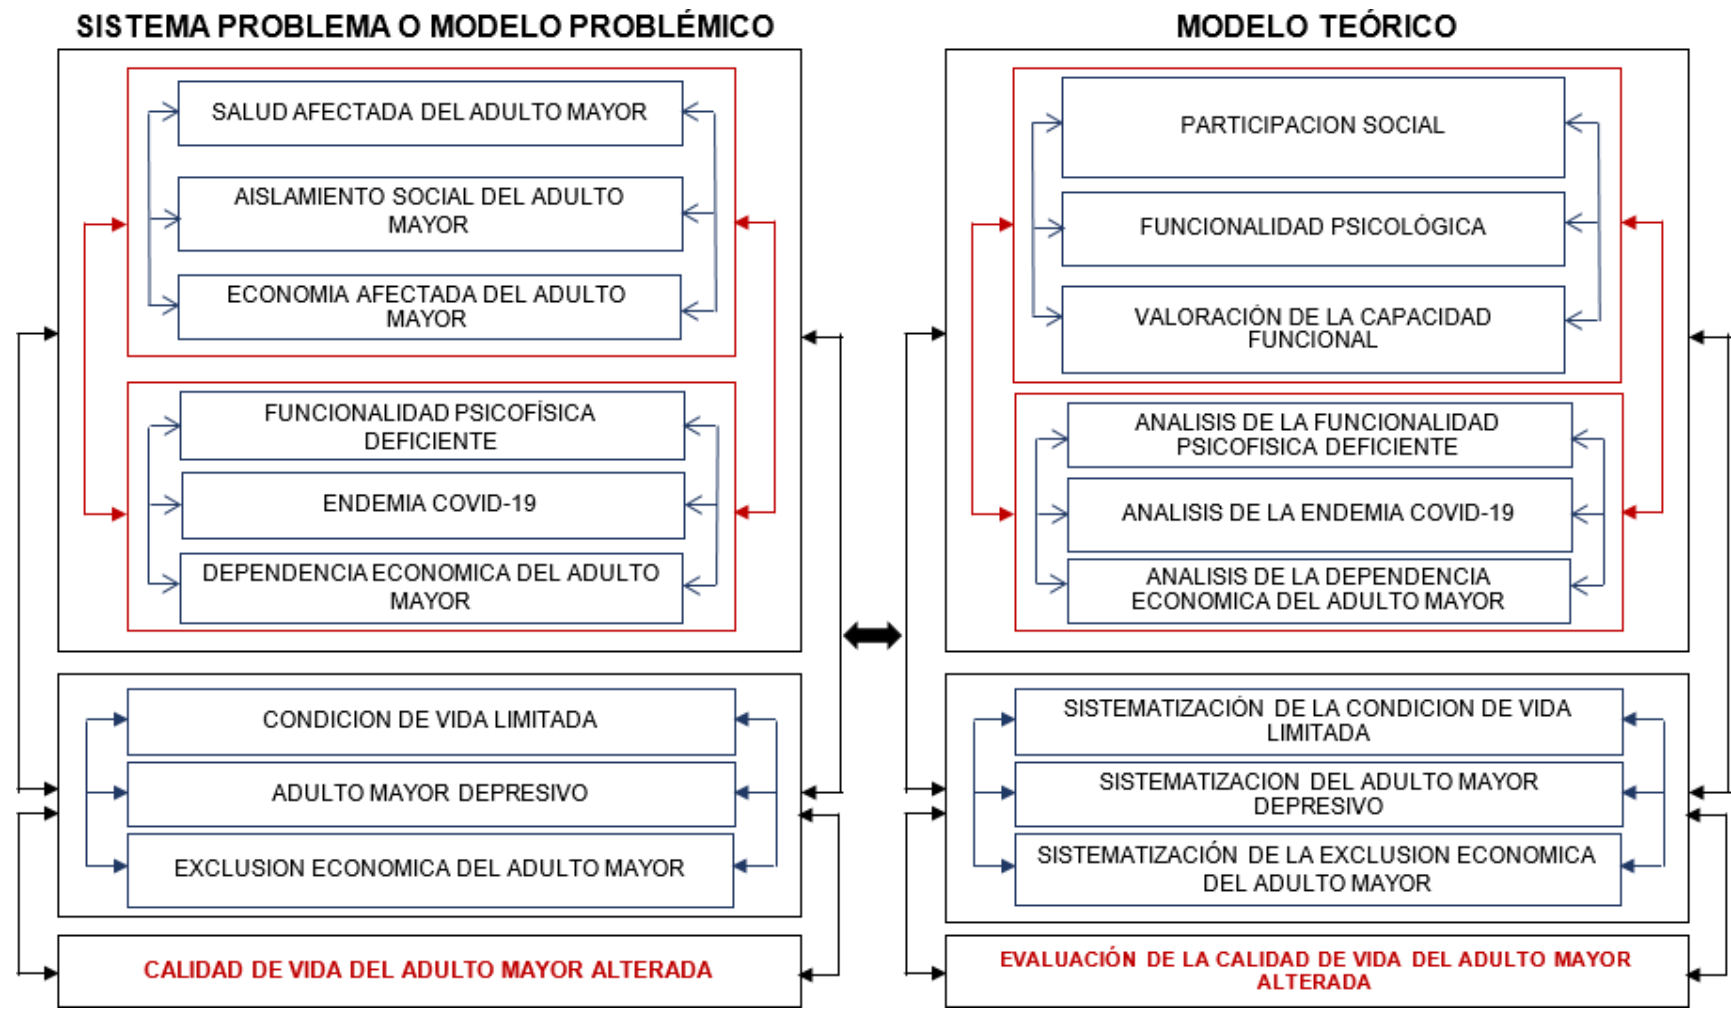 SISTEMA PROBLEMA O MODELO PROBLÉMICO
SALUD AFECTADA DEL ADULTO MAYOR
AISLAMIENTO SOCIAL DEL ADULTO
MAYOR
ECONOMIA AFECTADA DEL ADULTO
MAYOR
FUNCIONALIDAD PSICOFÍSICA
DEFICIENTE
ENDEMIA COVID-19
DEPENDENCIA ECONOMICA DEL ADULTO
MAYOR
CONDICION DE VIDA LIMITADA
ADULTO MAYOR DEPRESIVO
EXCLUSION ECONOMICA DEL ADULTO MAYOR
CALIDAD DE VIDA DEL ADULTO MAYOR ALTERADA
MODELO TEÓRICO
PARTICIPACION SOCIAL
FUNCIONALIDAD PSICOLÓGICA
VALORACIÓN DE LA CAPACIDAD
FUNCIONAL
ANALISIS DE LA FUNCIONALIDAD
PSICOFISICA DEFICIENTE
ANALISIS DE LA ENDEMIA COVID-19
ANALISIS DE LA DEPENDENCIA
ECONOMICA DEL ADULTO MAYOR
SISTEMATIZACIÓN DE LA CONDICION DE VIDA
LIMITADA
SISTEMATIZACION DEL ADULTO MAYOR
DEPRESIVO
SISTEMATIZACIÓN DE LA EXCLUSION ECONOMICA
DEL ADULTO MAYOR
EVALUACIÓN DE LA CALIDAD DE VIDA DEL ADULTO MAYOR
ALTERADA